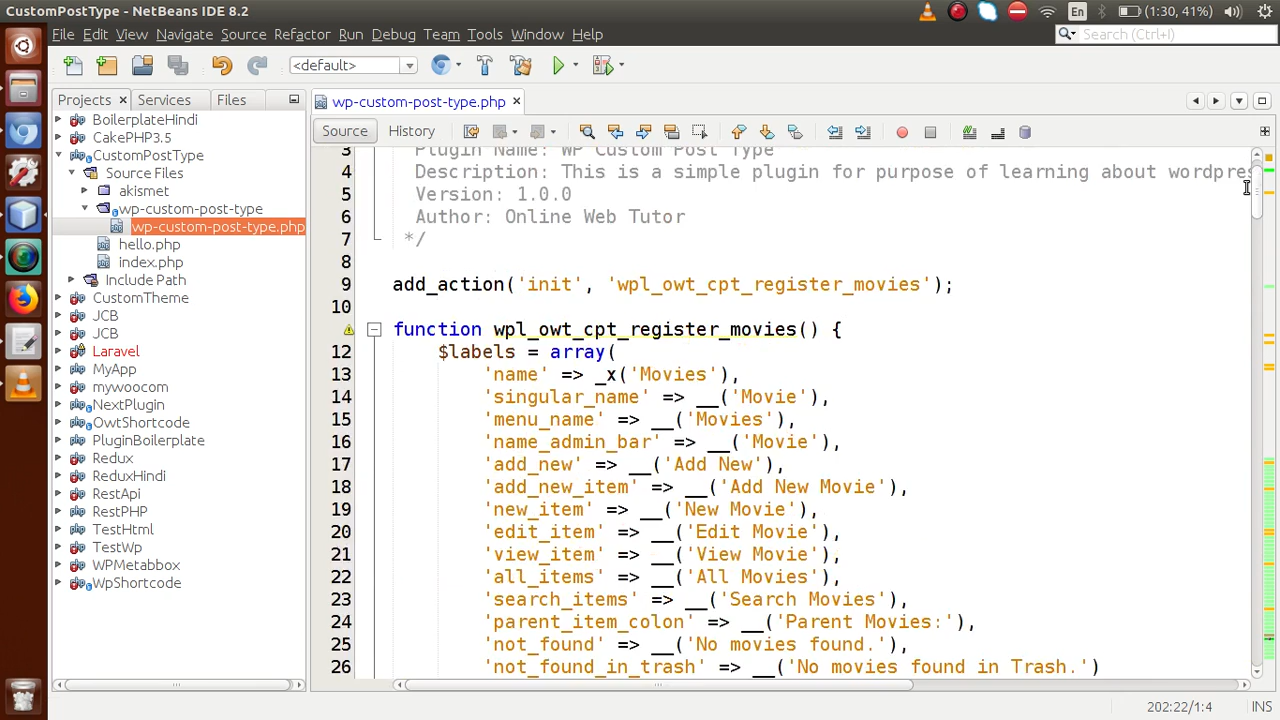 CustomPostType - NetBeans IDE 8.2
En
(1:30, 41%)
File Edit View Navigate Source Refactor Run Debug Team Tools Window Help
Search (Ctrl+I)
<default>
Projects
Services
Files
wp-custom-post-type.php
Source
History
BoilerplateHindi
CakePHP3.5
CustomPostType
Source Files
akismet
wp-custom-post-type
wp-custom-post-type.php
hello.php
index.php
Include Path
CustomTheme
JCB
JCB
Laravel
MyApp
mywoocom
NextPlugin
OwtShortcode
PluginBoilerplate
Redux
ReduxHindi
RestApi
RestPHP
TestHtml
TestWp
WPMetabbox
WpShortcode
3 Plugin Name: WP Custom Post Type
4 Description: This is a simple plugin for purpose of learning about wordpres
5 Version: 1.0.0
6 Author: Online Web Tutor
7 */
8
9 add_action('init', 'wpl_owt_cpt_register_movies');
10
function wpl_owt_cpt_register_movies() {
12 $labels = array(
13 'name' => _x('Movies'),
14 'singular_name' => __('Movie'),
15 'menu_name' => __('Movies'),
16 'name_admin_bar' => __('Movie'),
17 'add_new' => __('Add New'),
18 'add_new_item' => __('Add New Movie'),
19 'new_item' => __('New Movie'),
20 'edit_item' => __('Edit Movie'),
21 'view_item' => __('View Movie'),
22 'all_items' => __('All Movies'),
23 'search_items' => __('Search Movies'),
24 'parent_item_colon' => __('Parent Movies:'),
25 'not_found' => __('No movies found.'),
26 'not_found_in_trash' => __('No movies found in Trash.')
202:22/1:4
INS